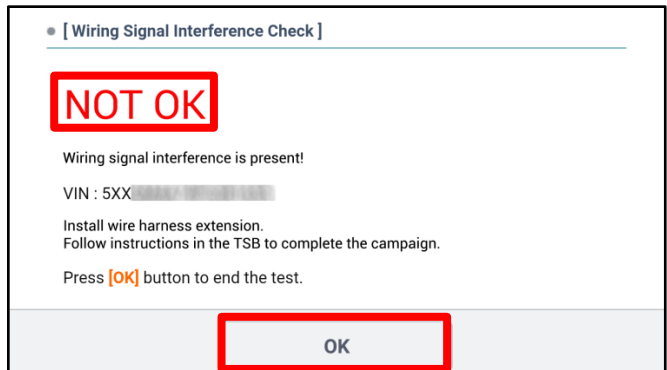 [ Wiring Signal Interference Check ]
NOT OK
Wiring signal interference is present!
VIN : 5XX
Install wire harness extension.
Follow instructions in the TSB to complete the campaign.
Press [OK] button to end the test.
OK